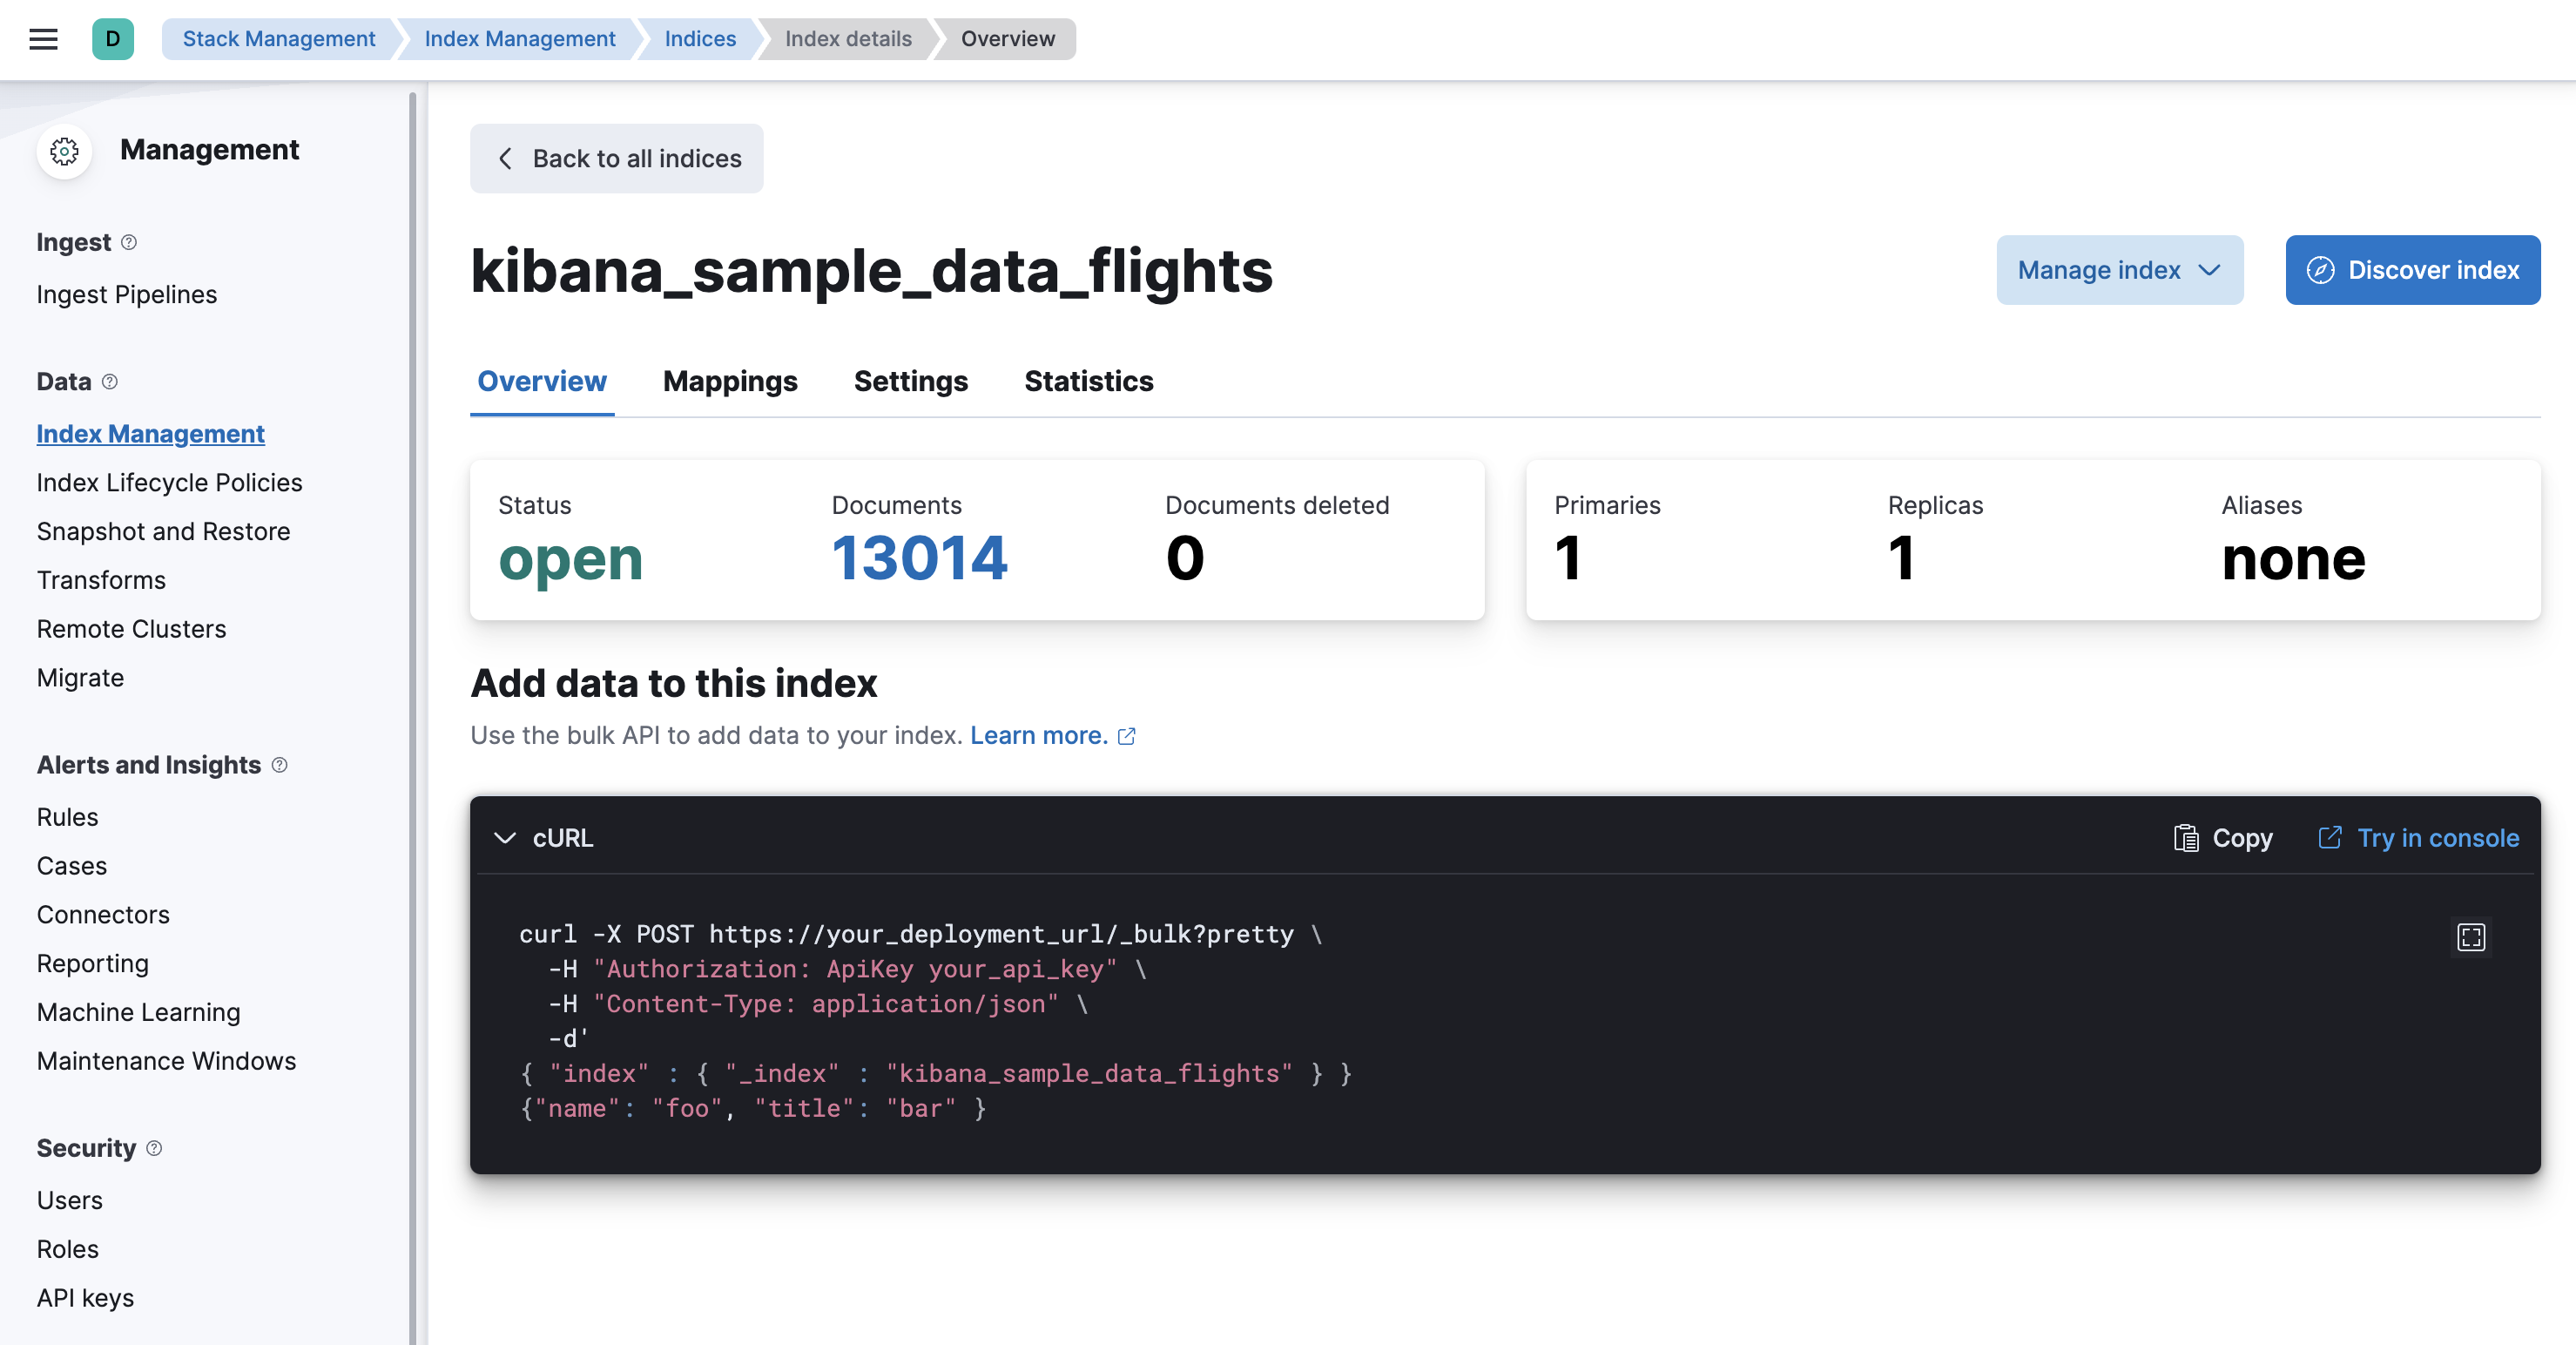 D
Stack Management
Index Management
Indices
Index details
Overview
Management
Ingest
Ingest Pipelines
Data
Index Management
Index Lifecycle Policies
Snapshot and Restore
Transforms
Remote Clusters
Migrate
Alerts and Insights
Rules
Cases
Connectors
Reporting
Machine Learning
Maintenance Windows
Security
Users
Roles
API keys
Back to all indices
kibana_sample_data_flights
Manage index
Discover index
Overview
Mappings
Settings
Statistics
Status
open
Documents
13014
Documents deleted
0
Primaries
1
Replicas
1
Aliases
none
Add data to this index
Use the bulk API to add data to your index. Learn more.
cURL
Copy
Try in console
curl -X POST https://your_deployment_url/_bulk?pretty \
-H "Authorization: ApiKey your_api_key" \
-H "Content-Type: application/json" \
-d'
{ "index" : { "_index" : "kibana_sample_data_flights" } }
{"name": "foo", "title": "bar" }